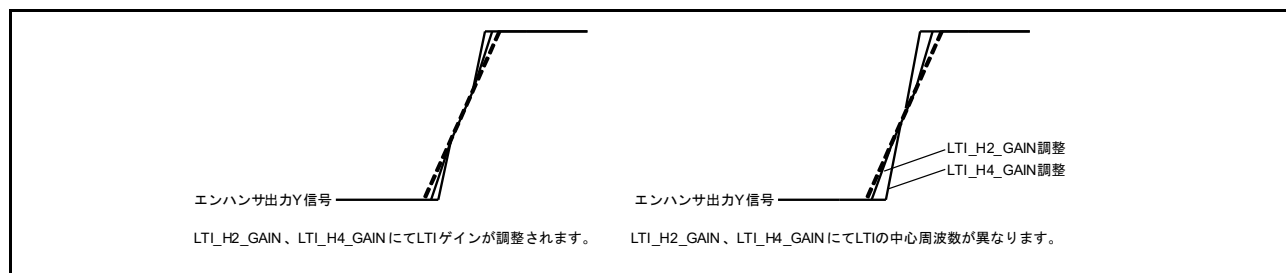 エンハンサ出力Y信号
LTI_H2_GAIN、LTI_H4_GAINにてLTIゲインが調整されます。
LTI_H2_GAIN調整
LTI_H4_GAIN調整
エンハンサ出力Y信号
LTI_H2_GAIN、LTI_H4_GAINにてLTIの中心周波数が異なります。